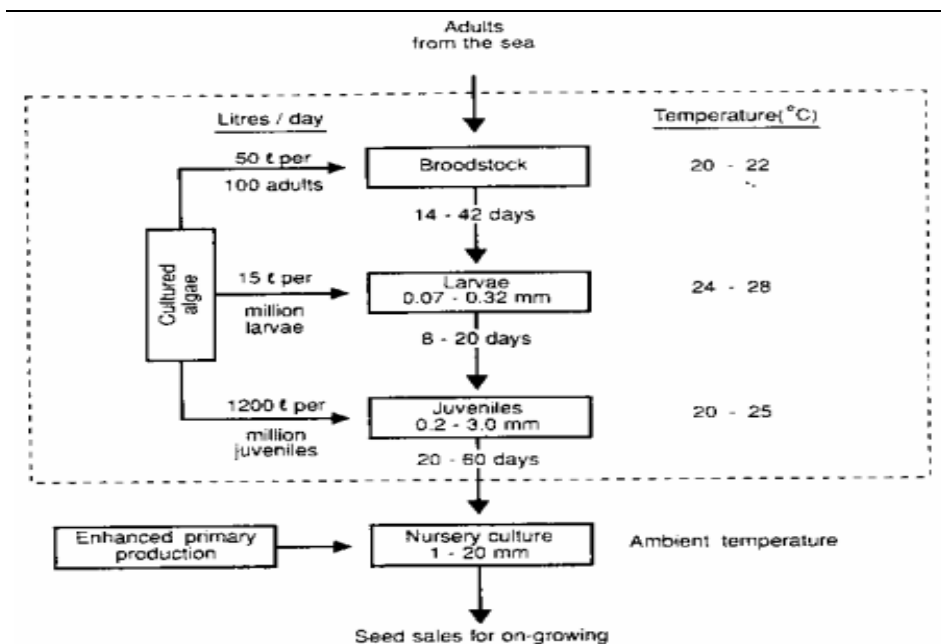 Adults
from the sea
Litres / day
Temperature(°C)
50 ℓ per
100 adults
Broodstock
20 - 22
14 - 42 days
Cultured
algae
15 ℓ per
million
larvae
Larvae
0.07 - 0.32 mm
24 - 28
8 - 20 days
1200 ℓ per
million
juveniles
Juveniles
0.2 - 3.0 mm
20 - 25
20 - 60 days
Enhanced primary
production
Nursery culture
1 - 20 mm
Ambient temperature
Seed sales for on-growing